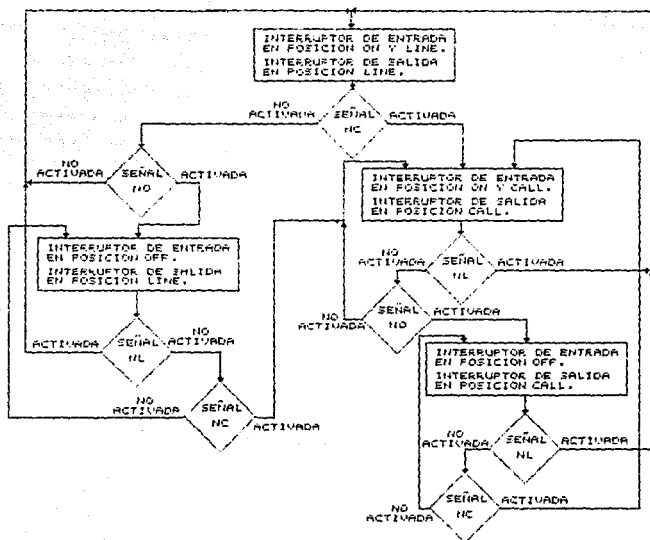 INTERRUPTOR DE ENTRADA
EN POSICION ON Y LINE.
INTERRUPTOR DE SALIDA
EN POSICION LINE.
NO
ACTIVADA
SEÑAL
NC
ACTIVADA
NO
ACTIVADA
SEÑAL
NO
ACTIVADA
INTERRUPTOR DE ENTRADA
EN POSICION ON Y CALL.
INTERRUPTOR DE SALIDA
EN POSICION CALL.
INTERRUPTOR DE ENTRADA
EN POSICION OFF.
INTERRUPTOR DE SALIDA
EN POSICION LINE.
NO
ACTIVADA
SEÑAL
NL
ACTIVADA
NO
ACTIVADA
SEÑAL
NO
ACTIVADA
ACTIVADA
SEÑAL
NL
NO
ACTIVADA
INTERRUPTOR DE ENTRADA
EN POSICION OFF.
INTERRUPTOR DE SALIDA
EN POSICION CALL.
NO
ACTIVADA
SEÑAL
NC
ACTIVADA
NO
ACTIVADA
SEÑAL
NL
ACTIVADA
NO
ACTIVADA
SEÑAL
NC
ACTIVADA